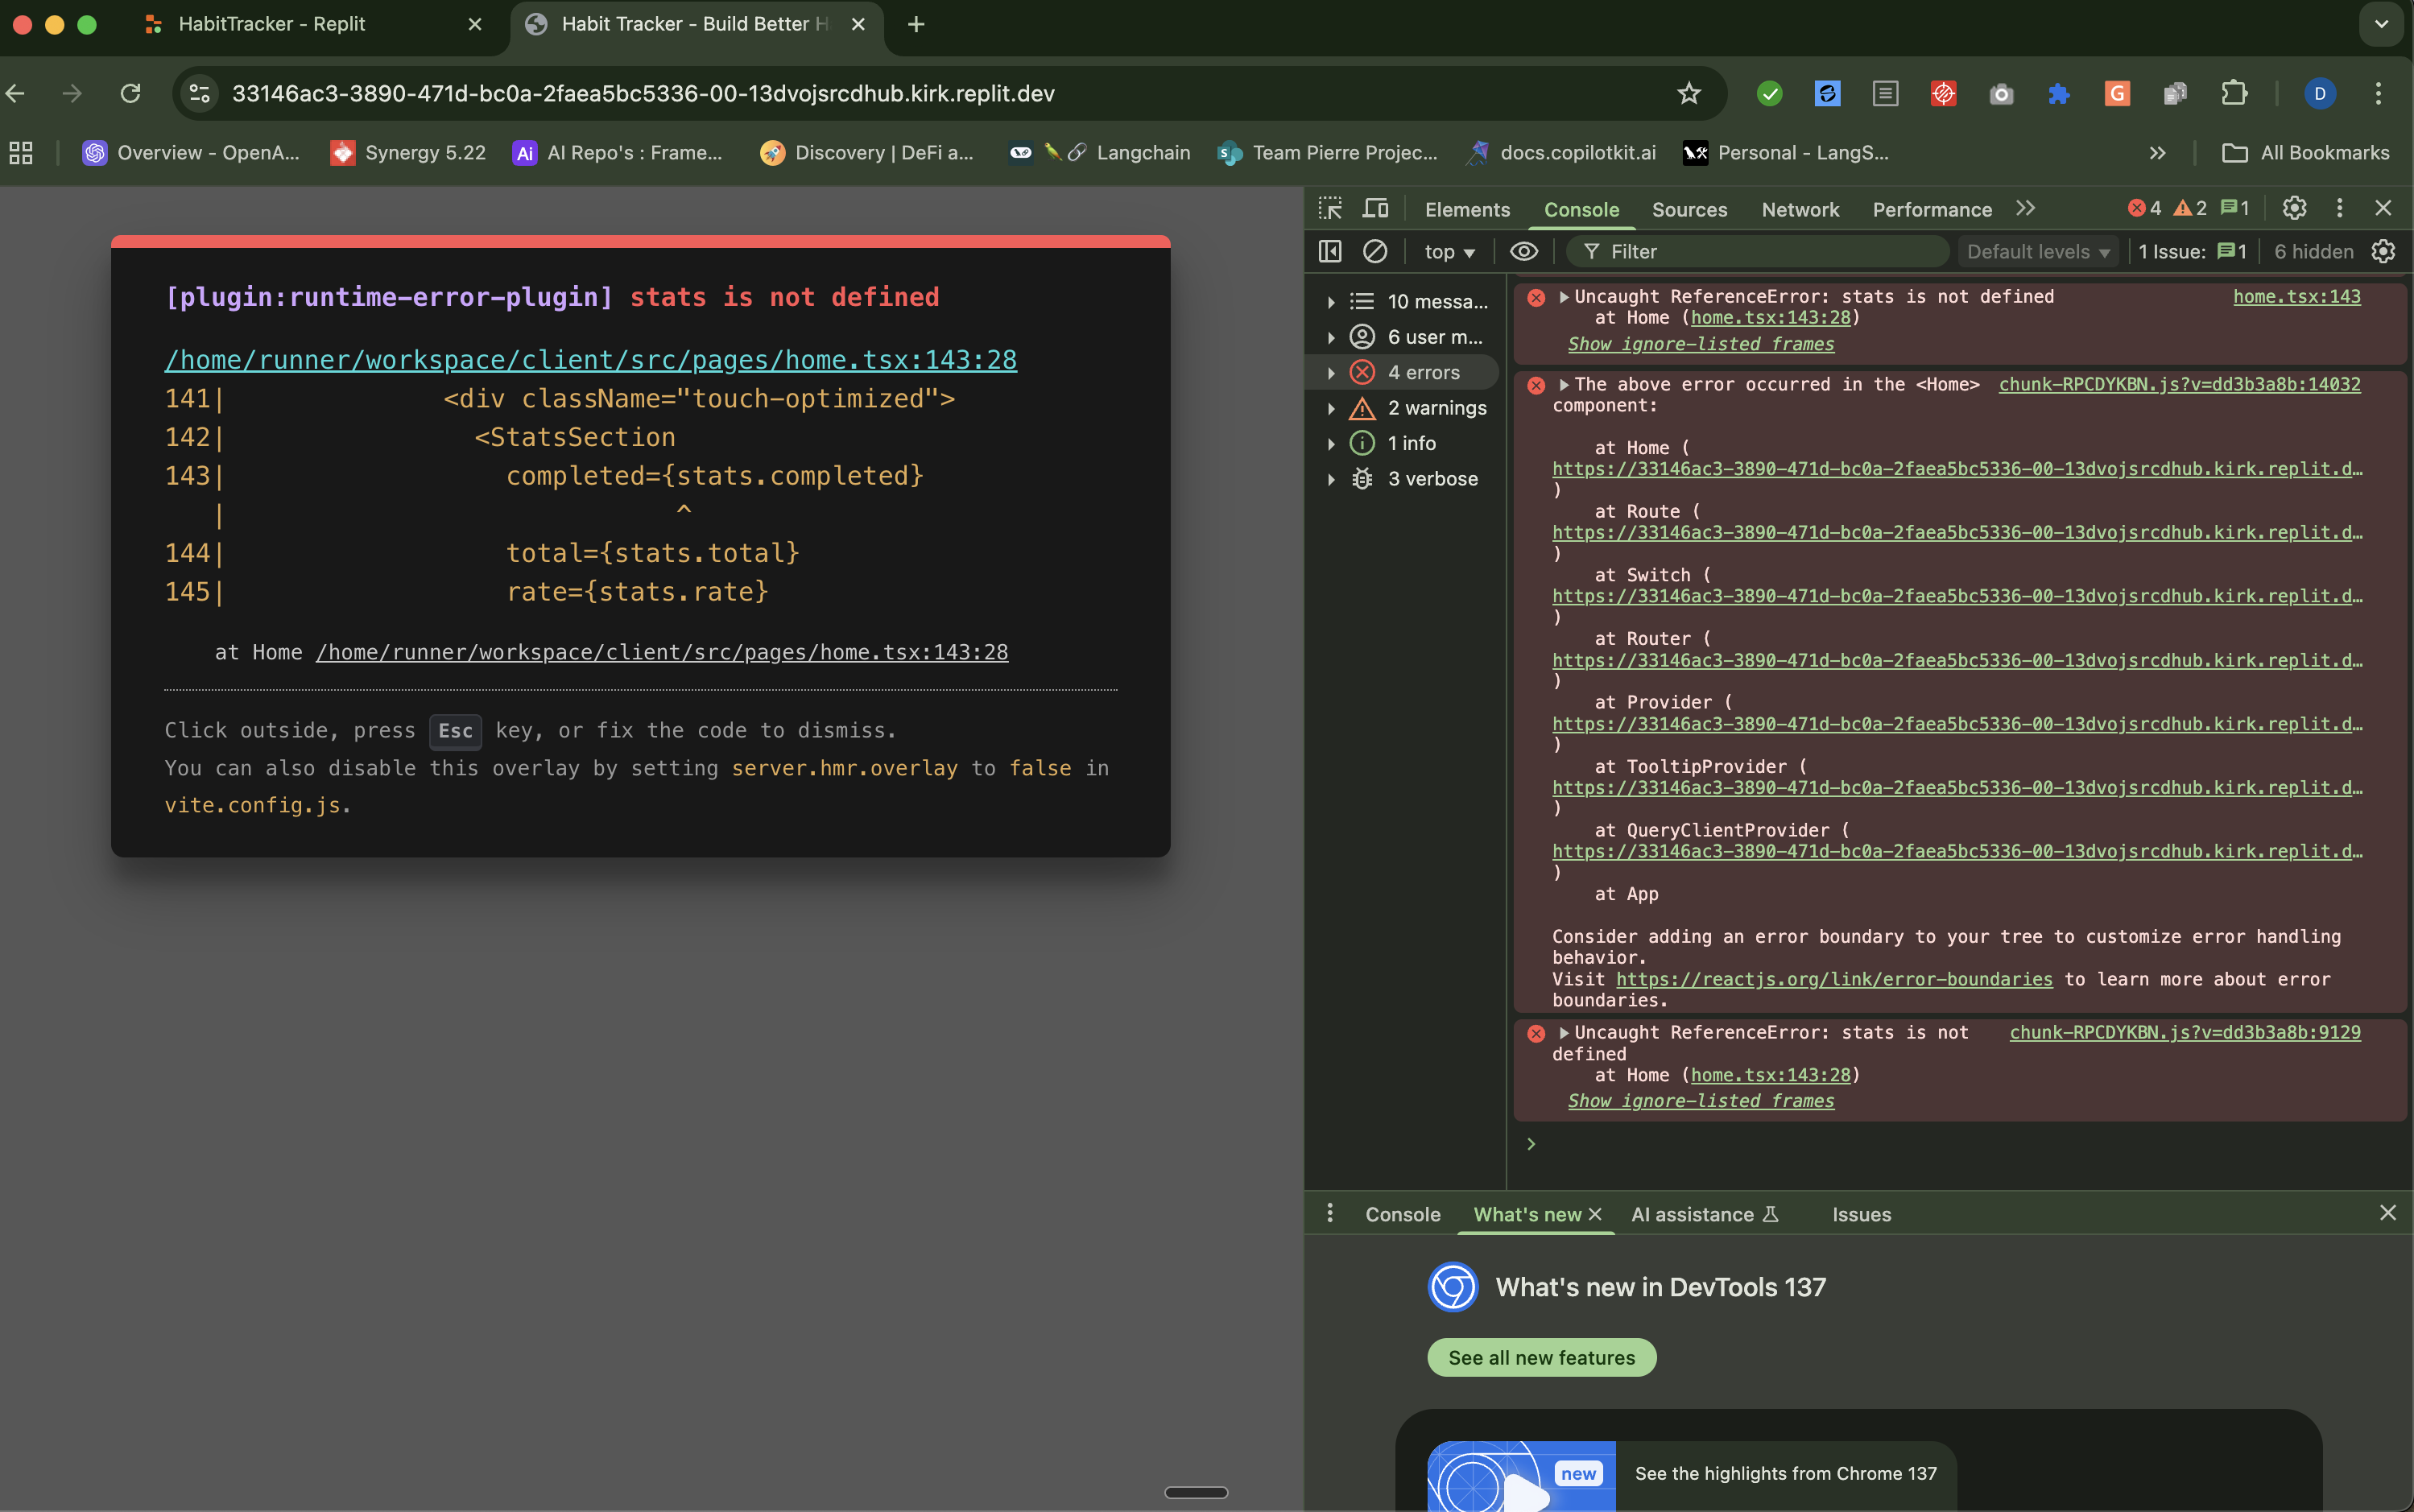 HabitTracker - Replit
Habit Tracker - Build Better H
33146ac3-3890-471d-bc0a-2faea5bc5336-00-13dvojsrcdhub.kirk.replit.dev
G
D
Overview - OpenA...
Synergy 5.22
Ai
AI Repo's : Frame...
Discovery | DeFi a...
Langchain
S
Team Pierre Projec...
docs.copilotkit.ai
Personal - LangS...
All Bookmarks
[plugin:runtime-error-plugin] stats is not defined
/home/runner/workspace/client/src/pages/home.tsx:143:28
141| <div className="touch-optimized">
142| <StatsSection
143| completed={stats.completed}
| ^
144| total={stats.total}
145| rate={stats.rate}
at Home /home/runner/workspace/client/src/pages/home.tsx:143:28
Click outside, press Esc key, or fix the code to dismiss.
You can also disable this overlay by setting server.hmr.overlay to false in
vite.config.js.
Elements
Console
Sources
Network
Performance
4
2
1
top
Filter
Default levels
1 Issue: 1
6 hidden
10 messa...
6 user m...
4 errors
2 warnings
1 info
3 verbose
Uncaught ReferenceError: stats is not defined home.tsx:143
at Home (home.tsx:143:28)
Show ignore-listed frames
The above error occurred in the <Home> chunk-RPCDYKBN.js?v=dd3b3a8b:14032
component:
at Home (
https://33146ac3-3890-471d-bc0a-2faea5bc5336-00-13dvojsrcdhub.kirk.replit.d…
)
at Route (
https://33146ac3-3890-471d-bc0a-2faea5bc5336-00-13dvojsrcdhub.kirk.replit.d…
)
at Switch (
https://33146ac3-3890-471d-bc0a-2faea5bc5336-00-13dvojsrcdhub.kirk.replit.d…
)
at Router (
https://33146ac3-3890-471d-bc0a-2faea5bc5336-00-13dvojsrcdhub.kirk.replit.d…
)
at Provider (
https://33146ac3-3890-471d-bc0a-2faea5bc5336-00-13dvojsrcdhub.kirk.replit.d…
)
at TooltipProvider (
https://33146ac3-3890-471d-bc0a-2faea5bc5336-00-13dvojsrcdhub.kirk.replit.d…
)
at QueryClientProvider (
https://33146ac3-3890-471d-bc0a-2faea5bc5336-00-13dvojsrcdhub.kirk.replit.d…
)
at App
Consider adding an error boundary to your tree to customize error handling
behavior.
Visit https://reactjs.org/link/error-boundaries to learn more about error
boundaries.
Uncaught ReferenceError: stats is not chunk-RPCDYKBN.js?v=dd3b3a8b:9129
defined
at Home (home.tsx:143:28)
Show ignore-listed frames
Console
What's new
AI assistance
Issues
What's new in DevTools 137
See all new features
new
See the highlights from Chrome 137